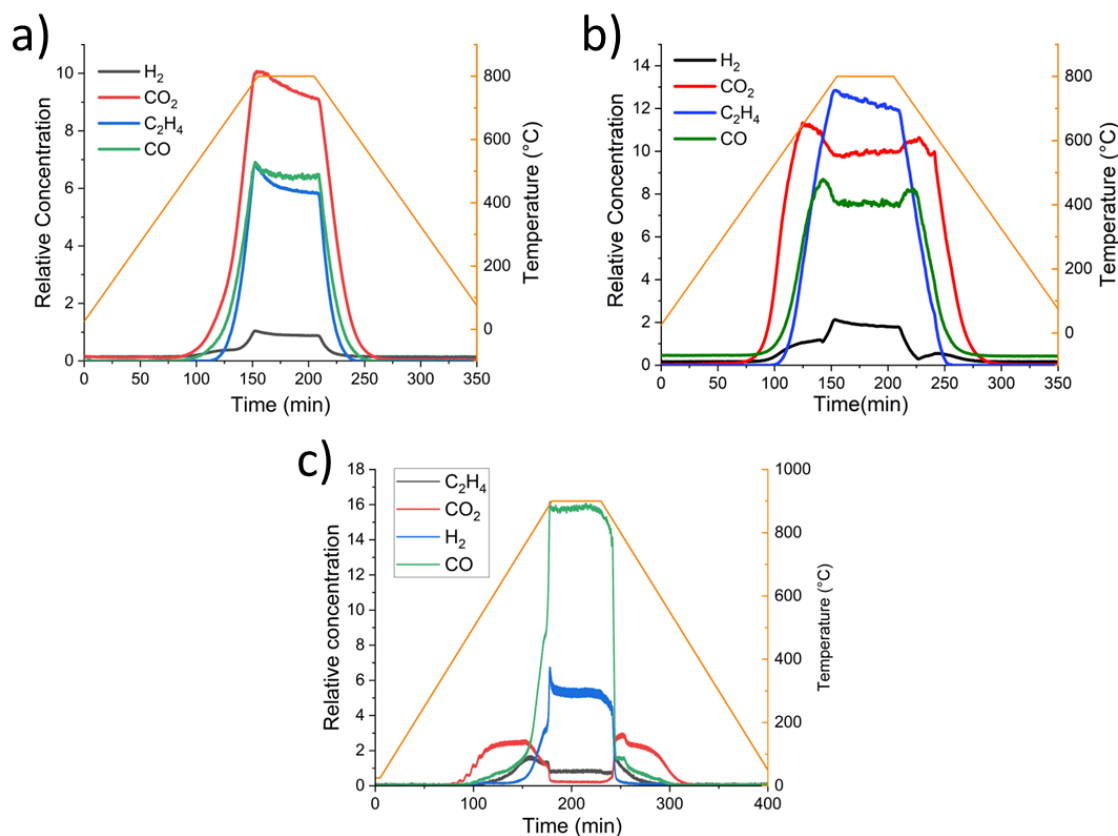 a)
H₂
CO₂
C₂H₄
CO
Relative Concentration
10
8
6
4
2
0
0 50 100 150 200 250 300 350
Time (min)
800
600
400
200
0
Temperature (°C)
b)
H₂
CO₂
C₂H₄
CO
Relative Concentration
14
12
10
8
6
4
2
0
0 50 100 150 200 250 300 350
Time(min)
800
600
400
200
0
Temperature (°C)
c)
C₂H₄
CO₂
H₂
CO
Relative concentration
18
16
14
12
10
8
6
4
2
0
0 100 200 300 400
Time (min)
1000
800
600
400
200
0
Temperature (°C)